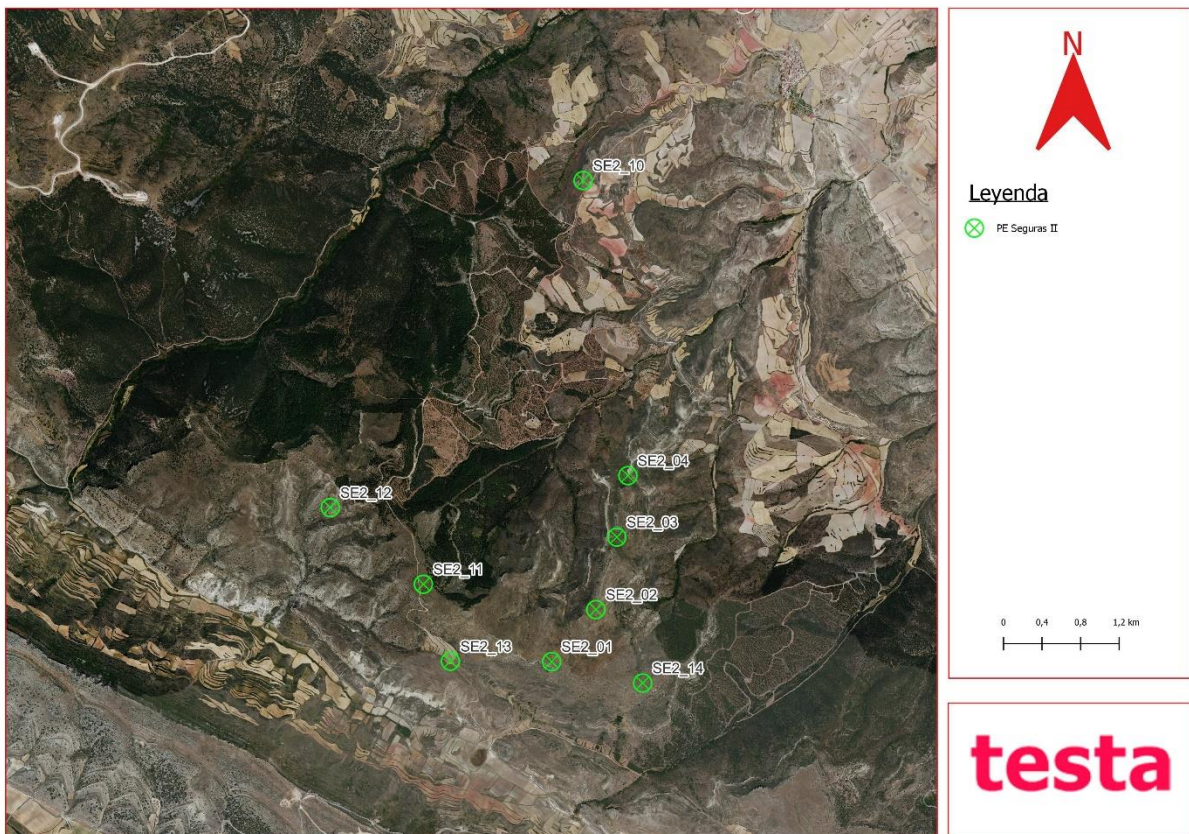 SE2_10
SE2_04
SE2_12
SE2_03
SE2_11
SE2_02
SE2_13
SE2_01
SE2_14
N
Leyenda
PE Seguras II
0 0,4 0,8 1,2 km
testa